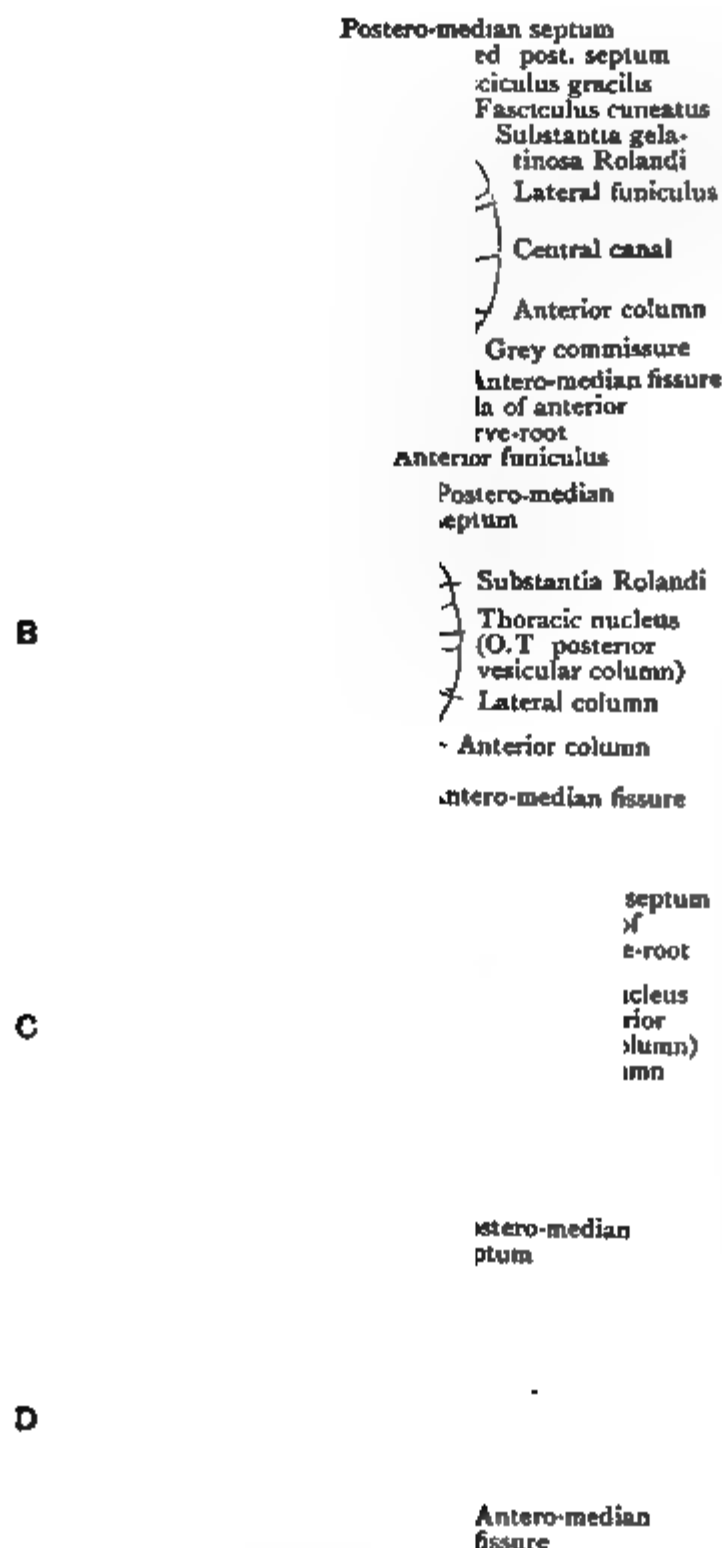 Postero-median septum
ed post. septum
ciculus gracilis
Fasciculus cuneatus
Substantia gela-
tinosa Rolandi
Lateral funiculus
Central canal
Anterior column
Grey commissure
Antero-median fissure
la of anterior
rve-root
Anterior funiculus
Postero-median
septum
Substantia Rolandi
B
Thoracic nucleus
(O.T posterior
vesicular column)
Lateral column
Anterior column
ntero-median fissure
septum
of
e-root
icleus
C
rior
olumn)
imn
stero-median
ptum
D
Antero-median
fissure